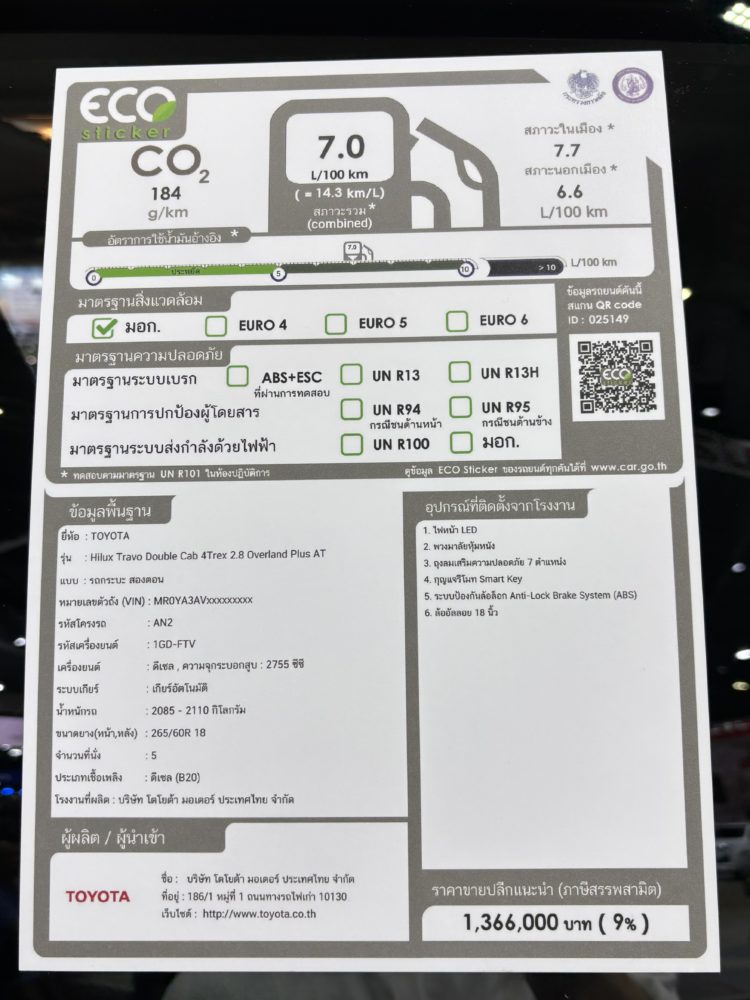 ECO
sticker
CO2
184
g/km
7.0
L/100 km
( = 14.3 km/L)
สภาวะรวม *
(combined)
กระทรวงการคลัง
สภาวะในเมือง *
7.7
สภาวะนอกเมือง *
6.6
L/100 km
อัตราการใช้น้ำมันอ้างอิง *
7.0
0
ประหยัด
5
10
> 10
L/100 km
มาตรฐานสิ่งแวดล้อม
มอก.
EURO 4
EURO 5
EURO 6
ข้อมูลรถยนต์คันนี้
สแกน QR code
ID : 025149
ECO
มาตรฐานความปลอดภัย
มาตรฐานระบบเบรก
ABS+ESC
ที่ผ่านการทดสอบ
UN R13
UN R13H
มาตรฐานการปกป้องผู้โดยสาร
UN R94
กรณีชนด้านหน้า
UN R95
กรณีชนด้านข้าง
มาตรฐานระบบส่งกำลังด้วยไฟฟ้า
UN R100
มอก.
* ทดสอบตามมาตรฐาน UN R101 ในห้องปฏิบัติการ
ดูข้อมูล ECO Sticker ของรถยนต์ทุกคันได้ที่ www.car.go.th
ข้อมูลพื้นฐาน
ยี่ห้อ : TOYOTA
รุ่น : Hilux Travo Double Cab 4Trex 2.8 Overland Plus AT
แบบ : รถกระบะ สองตอน
หมายเลขตัวถัง (VIN) : MR0YA3AVxxxxxxxxx
รหัสโครงรถ : AN2
รหัสเครื่องยนต์ : 1GD-FTV
เครื่องยนต์ : ดีเซล , ความจุกระบอกสูบ : 2755 ซีซี
ระบบเกียร์ : เกียร์อัตโนมัติ
น้ำหนักรถ : 2085 - 2110 กิโลกรัม
ขนาดยาง(หน้า,หลัง) : 265/60R 18
จำนวนที่นั่ง : 5
ประเภทเชื้อเพลิง : ดีเซล (B20)
โรงงานที่ผลิต : บริษัท โตโยต้า มอเตอร์ ประเทศไทย จำกัด
อุปกรณ์ที่ติดตั้งจากโรงงาน
1. ไฟหน้า LED
2. พวงมาลัยหุ้มหนัง
3. ถุงลมเสริมความปลอดภัย 7 ตำแหน่ง
4. กุญแจรีโมท Smart Key
5. ระบบป้องกันล้อล็อก Anti-Lock Brake System (ABS)
6. ล้ออัลลอย 18 นิ้ว
ผู้ผลิต / ผู้นำเข้า
TOYOTA
ชื่อ : บริษัท โตโยต้า มอเตอร์ ประเทศไทย จำกัด
ที่อยู่ : 186/1 หมู่ที่ 1 ถนนทางรถไฟเก่า 10130
เว็บไซต์ : http://www.toyota.co.th
ราคาขายปลีกแนะนำ (ภาษีสรรพสามิต)
1,366,000 บาท ( 9% )